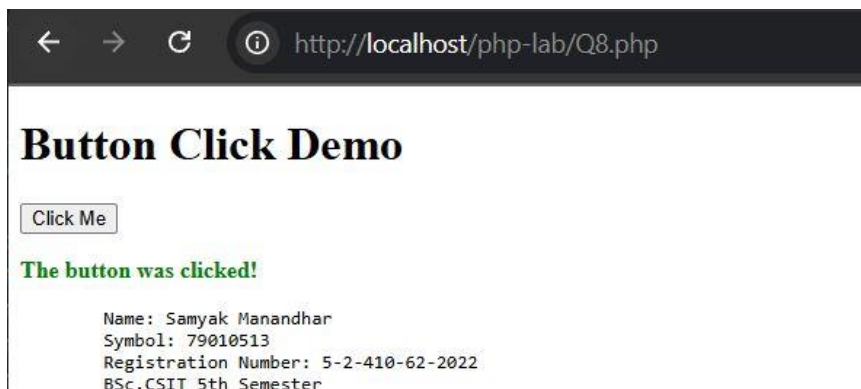 http://localhost/php-lab/Q8.php
Button Click Demo
Click Me
The button was clicked!
Name: Samyak Manandhar
Symbol: 79010513
Registration Number: 5-2-410-62-2022
BSc.CSIT 5th Semester